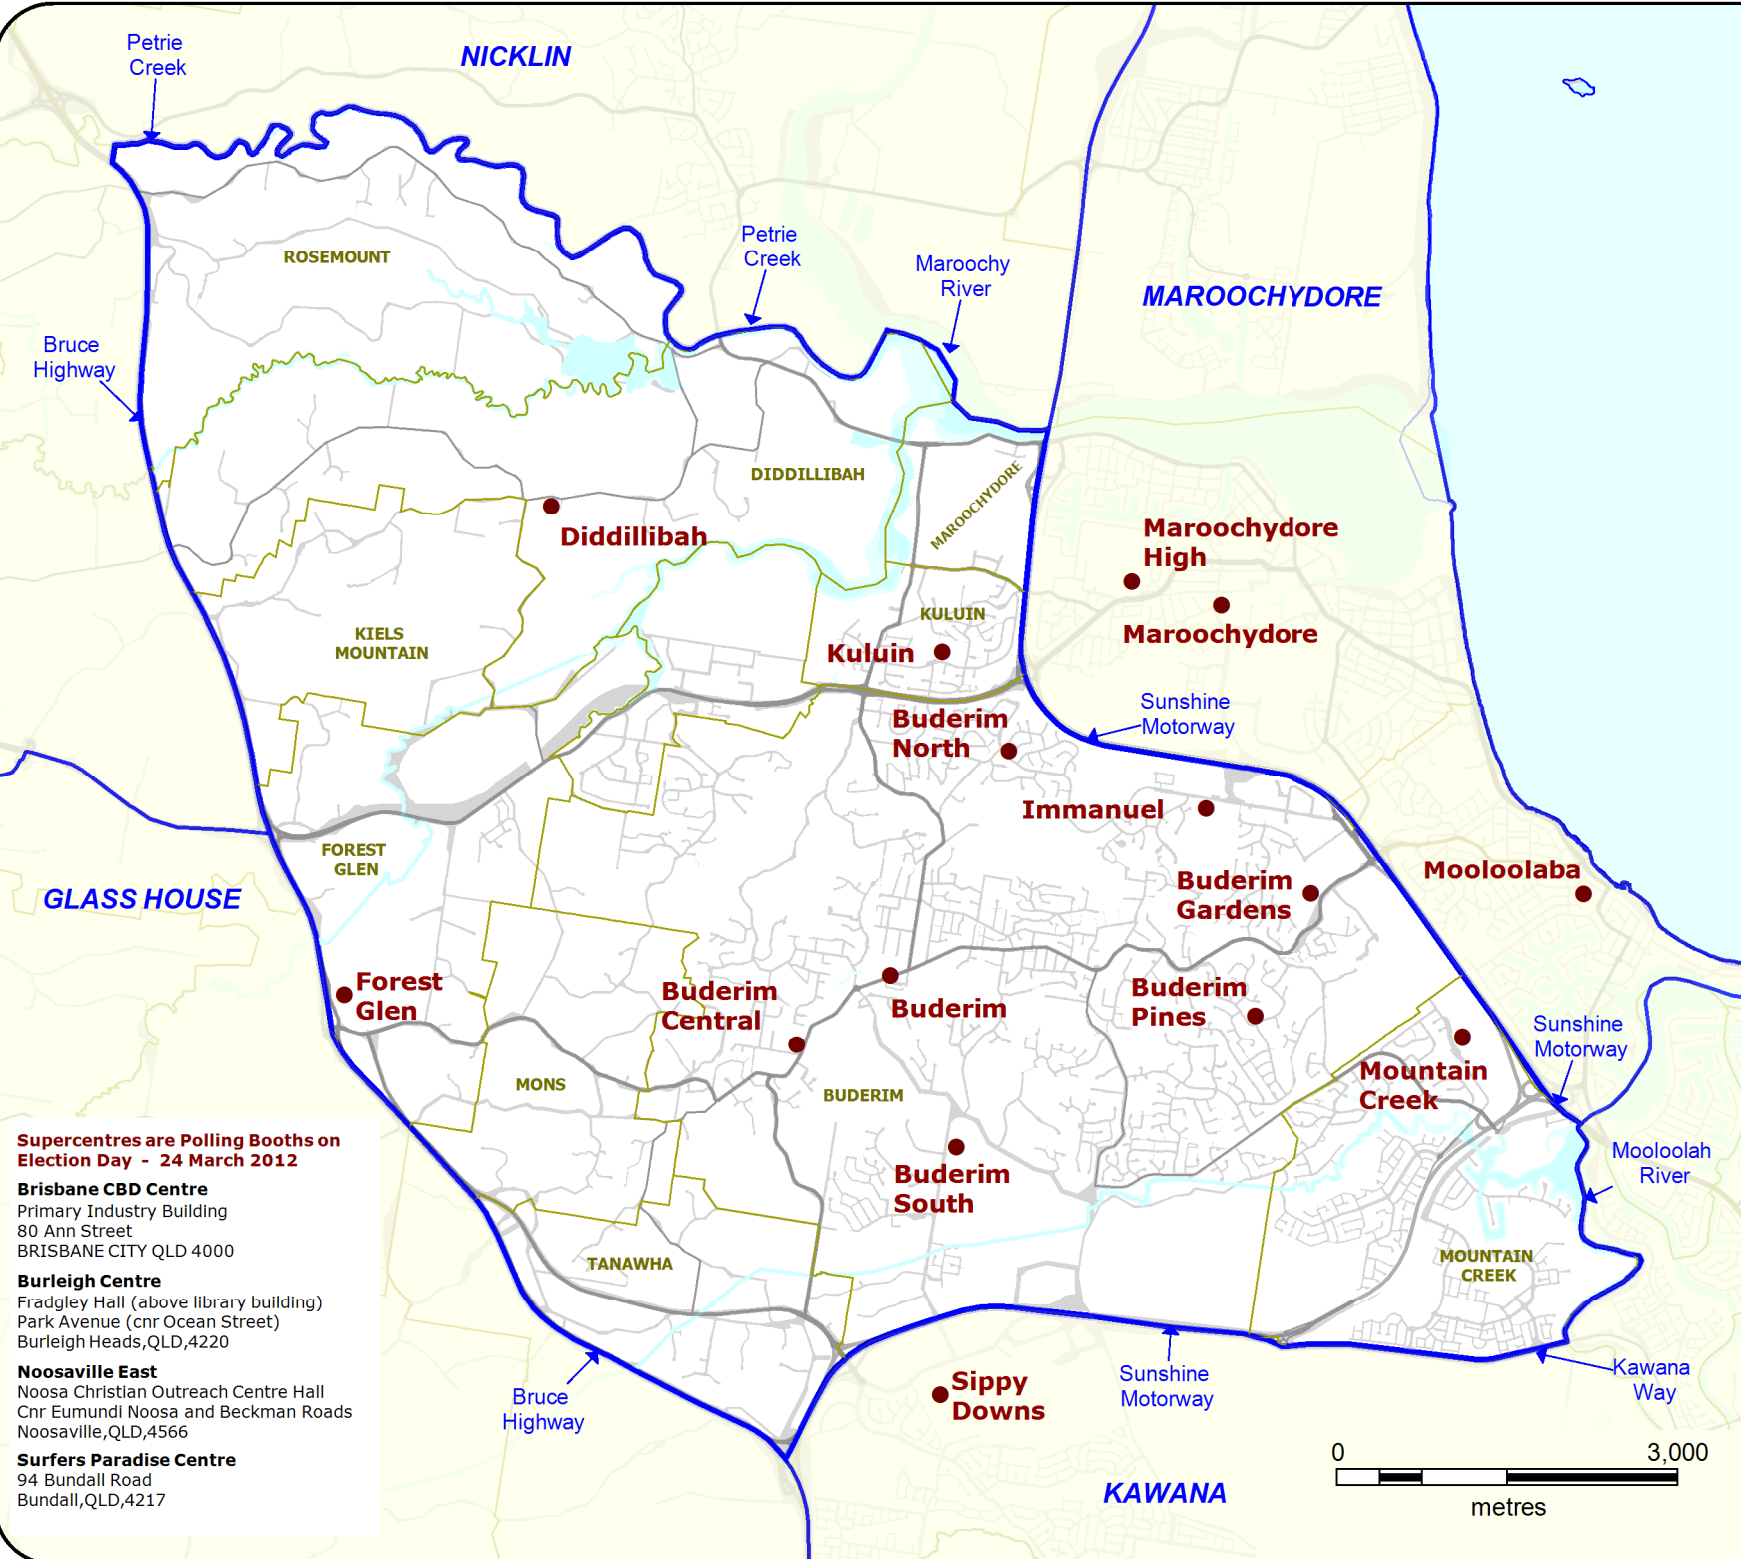 Petrie
Creek
NICKLIN
Petrie
Creek
Maroochy
River
ROSEMOUNT
MAROOCHYDORE
Bruce
Highway
DIDDILLIBAH
MAROOCHYDORE
Diddillibah
Maroochydore
High
Maroochydore
KULUIN
KIELS
MOUNTAIN
Kuluin
Sunshine
Motorway
Buderim
North
Immanuel
FOREST
GLEN
Mooloolaba
GLASS HOUSE
Buderim
Gardens
Forest
Glen
Buderim
Central
Buderim
Buderim
Pines
Sunshine
Motorway
Mountain
Creek
MONS
BUDERIM
Mooloolah
River
Buderim
South
TANAWHA
MOUNTAIN
CREEK
Supercentres are Polling Booths on
Election Day - 24 March 2012
Brisbane CBD Centre
Primary Industry Building
80 Ann Street
BRISBANE CITY QLD 4000
Burleigh Centre
Fradgley Hall (above library building)
Park Avenue (cnr Ocean Street)
Burleigh Heads,QLD,4220
Noosaville East
Noosa Christian Outreach Centre Hall
Cnr Eumundi Noosa and Beckman Roads
Noosaville,QLD,4566
Surfers Paradise Centre
94 Bundall Road
Bundall,QLD,4217
Bruce
Highway
Sippy
Downs
Sunshine
Motorway
Kawana
Way
KAWANA
0 3,000
metres